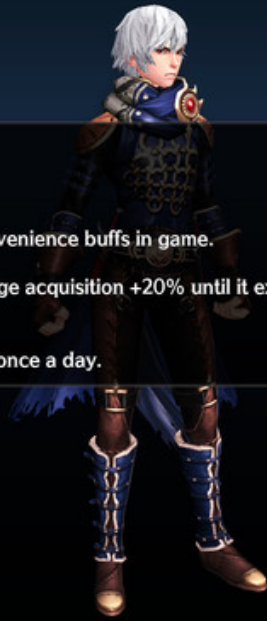 venience buffs in game.
ge acquisition +20% until it ex
once a day.